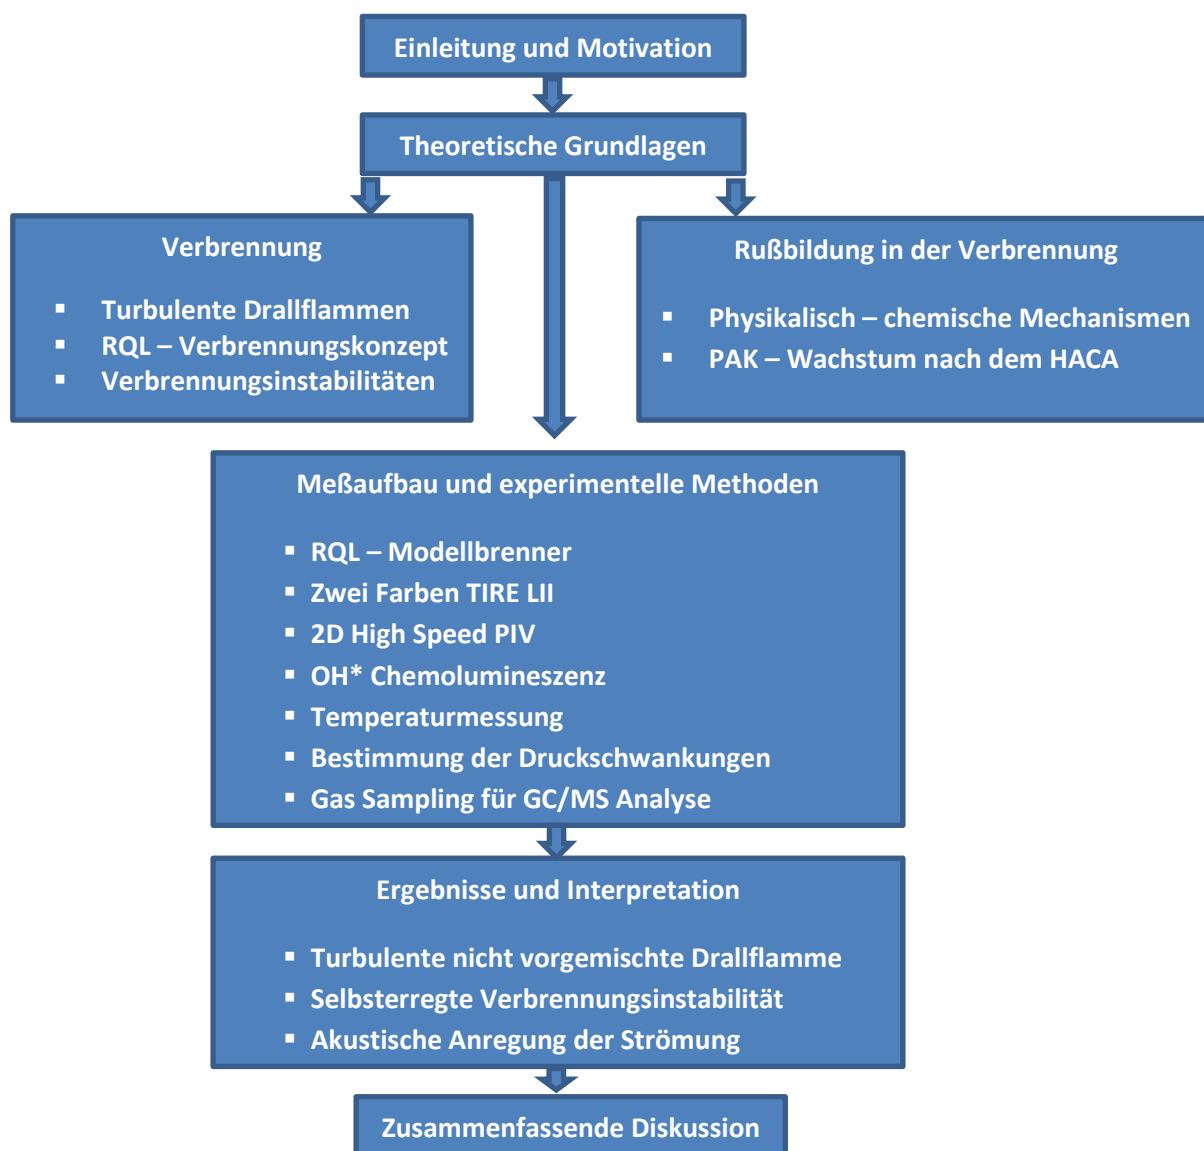 Einleitung und Motivation
Theoretische Grundlagen
Verbrennung
▪ Turbulente Drallflammen
▪ RQL – Verbrennungskonzept
▪ Verbrennungsinstabilitäten
Rußbildung in der Verbrennung
▪ Physikalisch – chemische Mechanismen
▪ PAK – Wachstum nach dem HACA
Meßaufbau und experimentelle Methoden
▪ RQL – Modellbrenner
▪ Zwei Farben TIRE LII
▪ 2D High Speed PIV
▪ OH* Chemolumineszenz
▪ Temperaturmessung
▪ Bestimmung der Druckschwankungen
▪ Gas Sampling für GC/MS Analyse
Ergebnisse und Interpretation
▪ Turbulente nicht vorgemischte Drallflamme
▪ Selbsterregte Verbrennungsinstabilität
▪ Akustische Anregung der Strömung
Zusammenfassende Diskussion